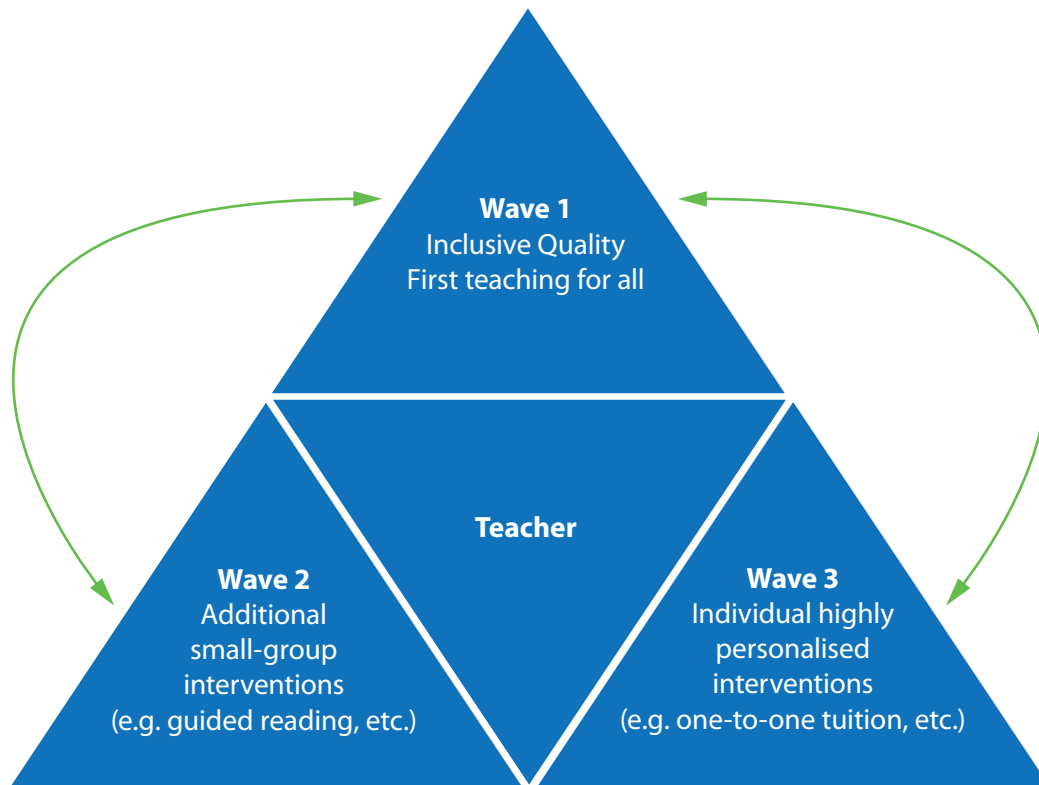 Wave 1
Inclusive Quality
First teaching for all
Teacher
Wave 2
Additional
small-group
interventions
(e.g. guided reading, etc.)
Wave 3
Individual highly
personalised
interventions
(e.g. one-to-one tuition, etc.)